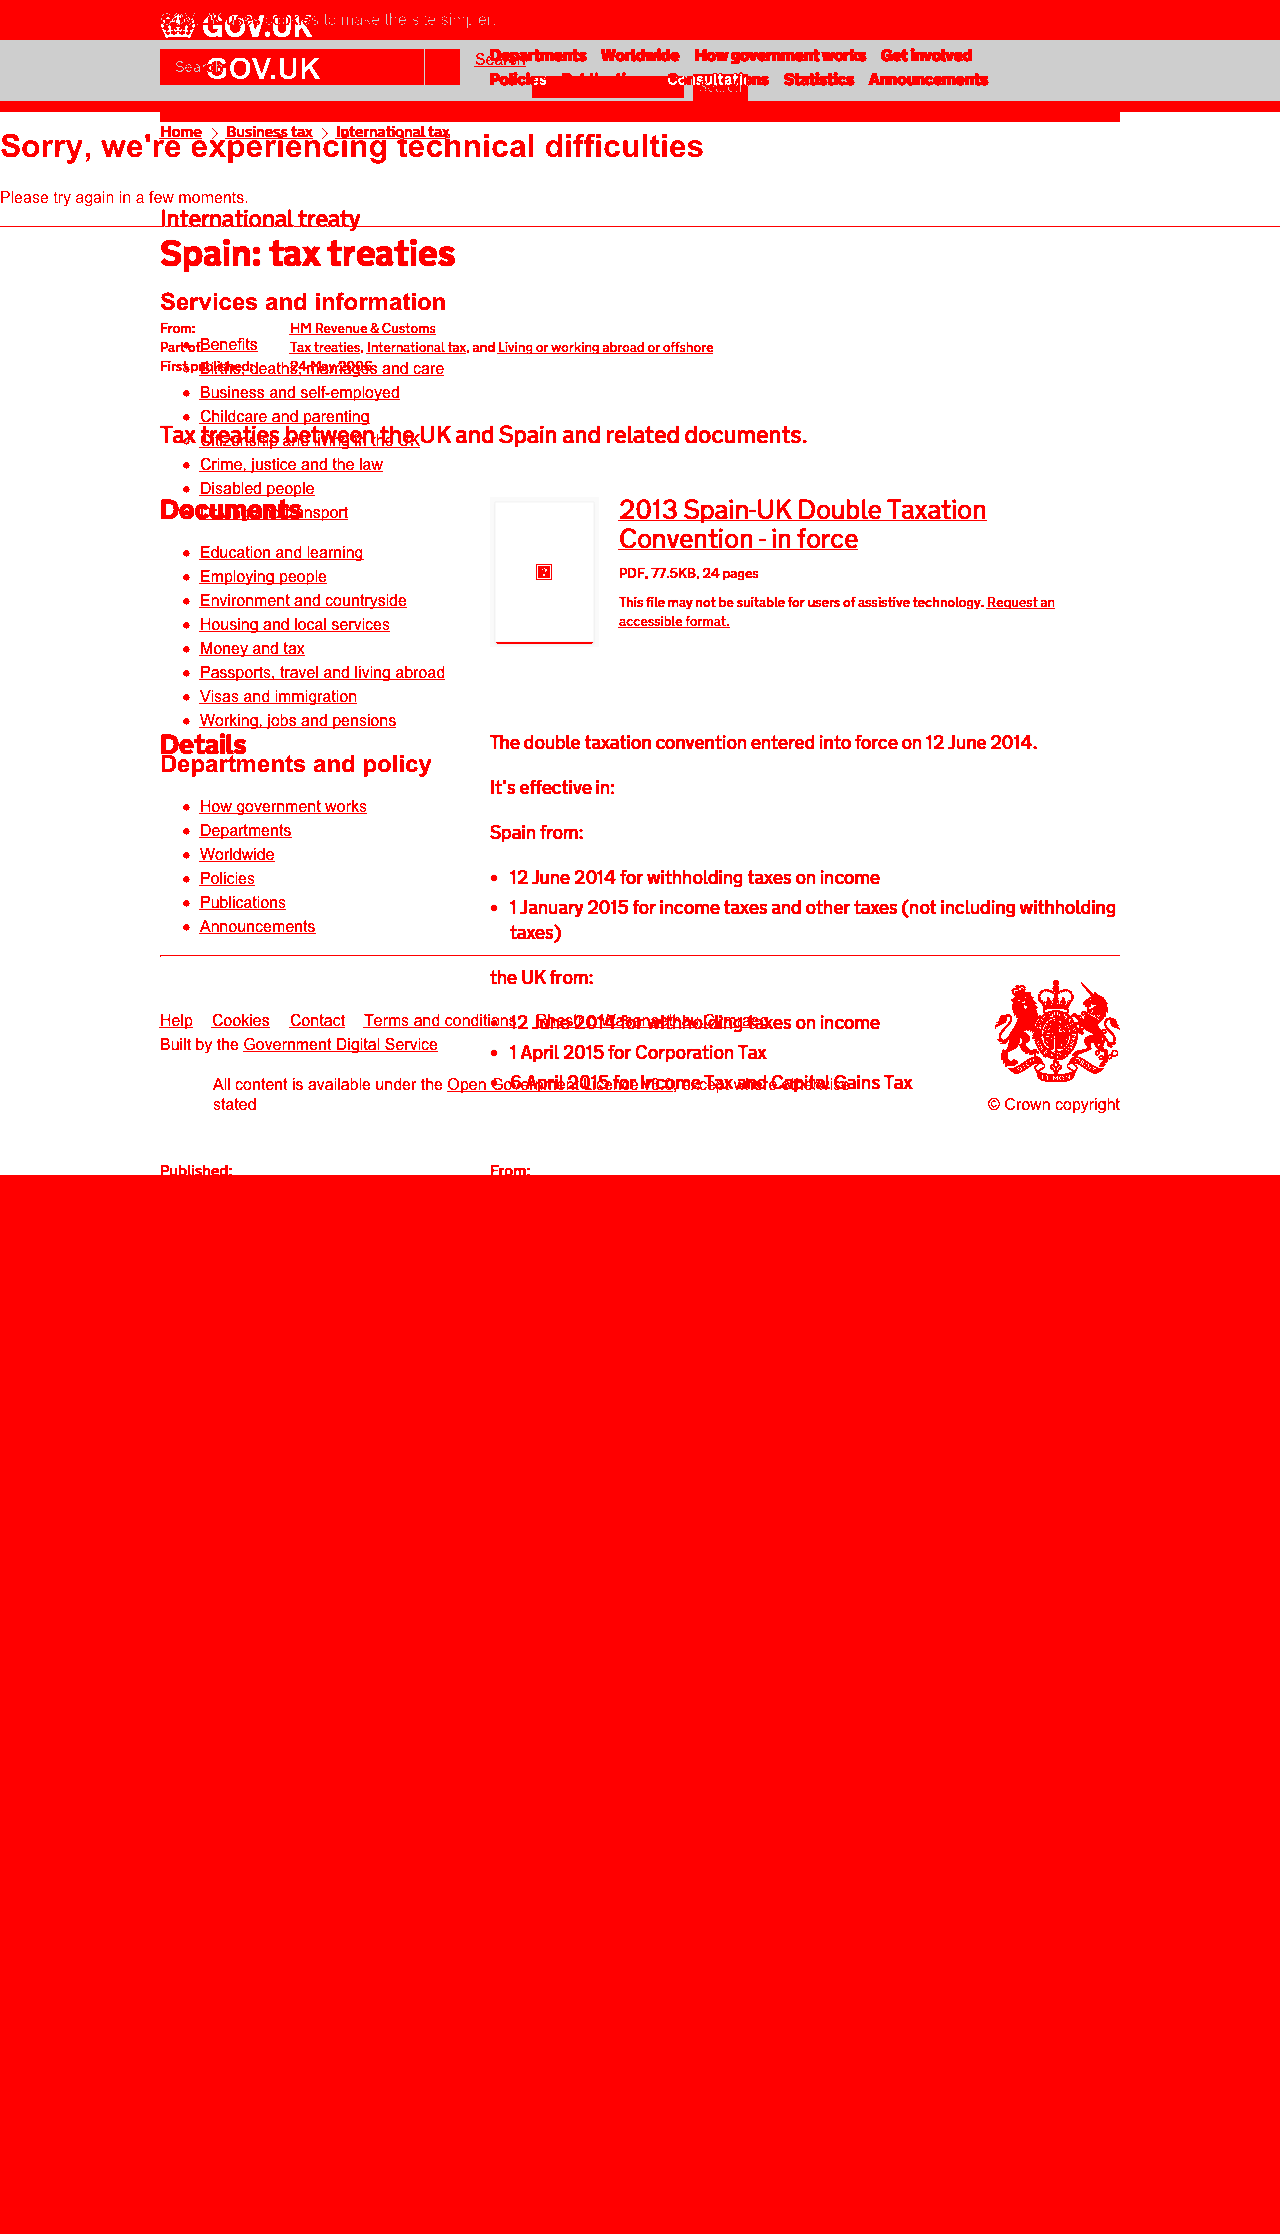 uses cookies to make the site simpler.
GOV.UK
Search
GOV.UK
Search
Departments Worldwide How government works Get involved
Policies Publications Consultations Statistics Announcements
Home Business tax International tax
Sorry, we're experiencing technical difficulties
Please try again in a few moments.
International treaty
Spain: tax treaties
Services and information
From: HM Revenue & Customs
Part of: Tax treaties, International tax, and Living or working abroad or offshore
Benefits
First published: 24 May 2006
Births, deaths, marriages and care
Business and self-employed
Childcare and parenting
Tax treaties between the UK and Spain and related documents.
Citizenship and living in the UK
Crime, justice and the law
Disabled people
Documents
transport
2013 Spain-UK Double Taxation
Convention - in force
PDF, 77.5KB, 24 pages
This file may not be suitable for users of assistive technology. Request an
accessible format.
Education and learning
Employing people
Environment and countryside
Housing and local services
Money and tax
Passports, travel and living abroad
Visas and immigration
Working, jobs and pensions
Details
Departments and policy
How government works
Departments
Worldwide
Policies
Publications
Announcements
The double taxation convention entered into force on 12 June 2014.
It's effective in:
Spain from:
12 June 2014 for withholding taxes on income
1 January 2015 for income taxes and other taxes (not including withholding
taxes)
the UK from:
12 June 2014 for withholding taxes on income
1 April 2015 for Corporation Tax
6 April 2015 for Income Tax and Capital Gains Tax
Help Cookies Contact Terms and conditions Cymraeg
Built by the Government Digital Service
All content is available under the Open Government Licence v3.0, except where otherwise
stated
© Crown copyright
Published: From: